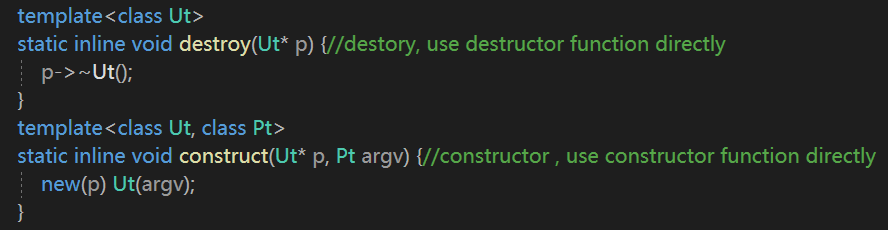 template<class Ut>
static inline void destroy(Ut* p) {//destory, use destructor function directly
p->~Ut();
}
template<class Ut, class Pt>
static inline void construct(Ut* p, Pt argv) {//constructor , use constructor function directly
new(p) Ut(argv);
}